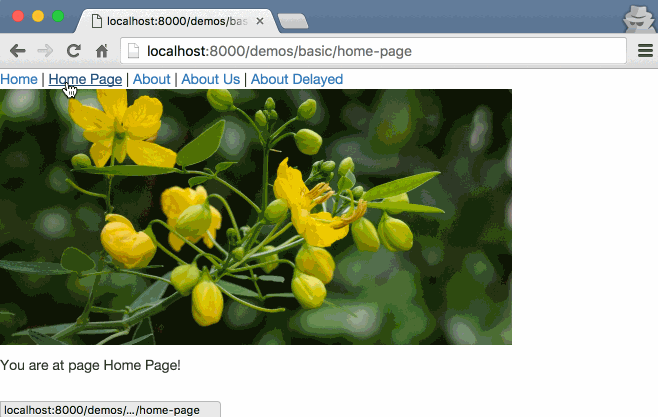 localhost:8000/demos/bas
localhost:8000/demos/basic/home-page
Home | Home Page | About | About Us | About Delayed
You are at page Home Page!
localhost:8000/demos/.../home-page